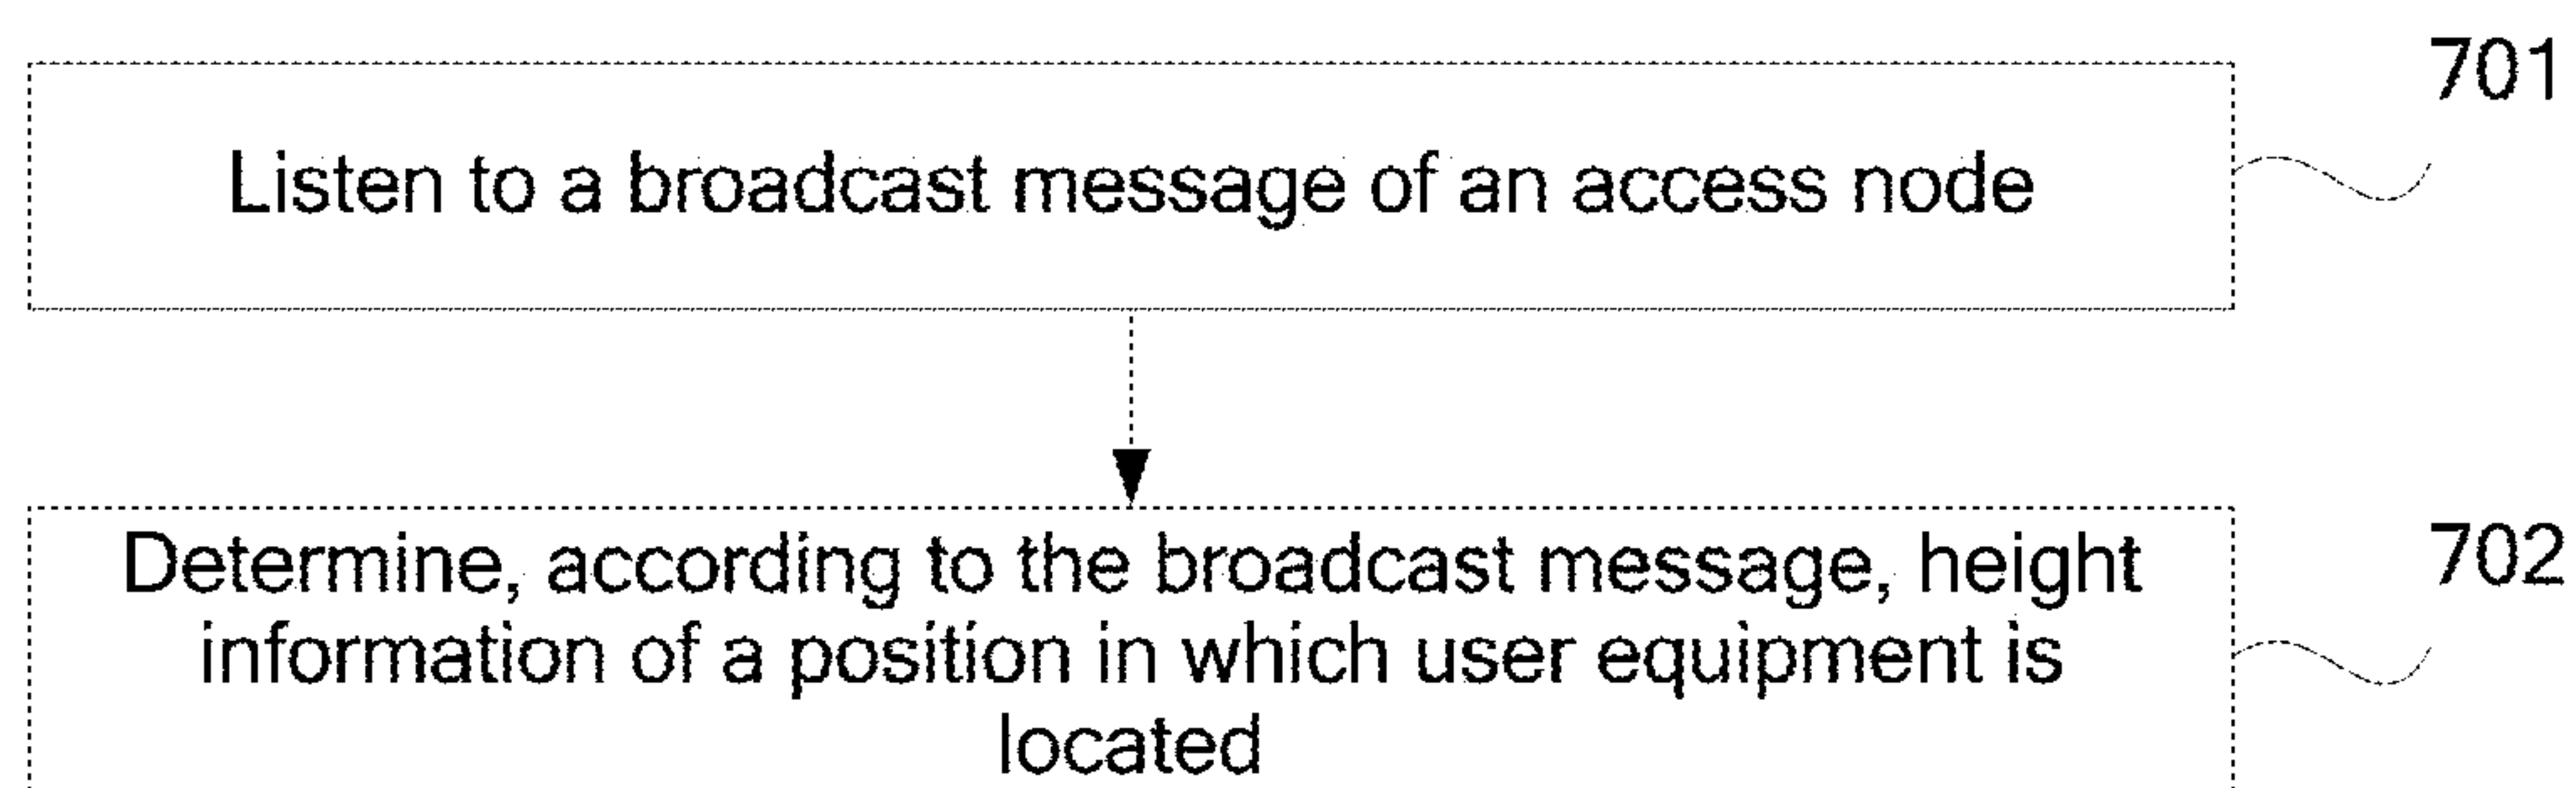 701
Listen to a broadcast message of an access node
702
Determine, according to the broadcast message, height
information of a position in which user equipment is
located